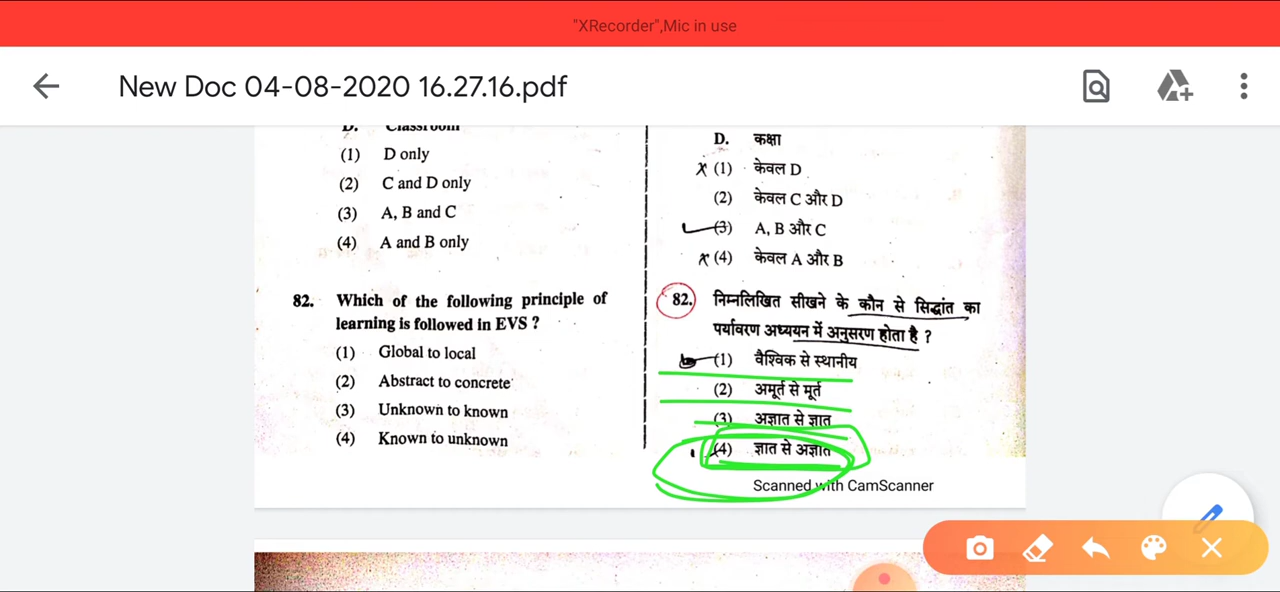 "XRecorder",Mic in use
New Doc 04-08-2020 16.27.16.pdf
D. Classroom
(1) D only
(2) C and D only
(3) A, B and C
(4) A and B only
82. Which of the following principle of
learning is followed in EVS ?
(1) Global to local
(2) Abstract to concrete
(3) Unknown to known
(4) Known to unknown
D. कक्षा
(1) केवल D
(2) केवल C और D
(3) A, B और C
(4) केवल A और B
82. निम्नलिखित सीखने के कौन से सिद्धांत का
पर्यावरण अध्ययन में अनुसरण होता है ?
(1) वैश्विक से स्थानीय
(2) अमूर्त से मूर्त
(3) अज्ञात से ज्ञात
(4) ज्ञात से अज्ञात
Scanned with CamScanner